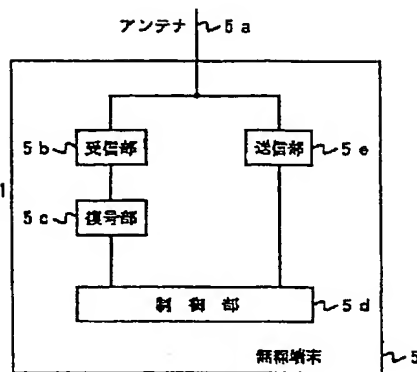 アンテナ 5a
5b 受信部 送信部 5e
1
5c 復号部
制御部 5d
無線端末 5